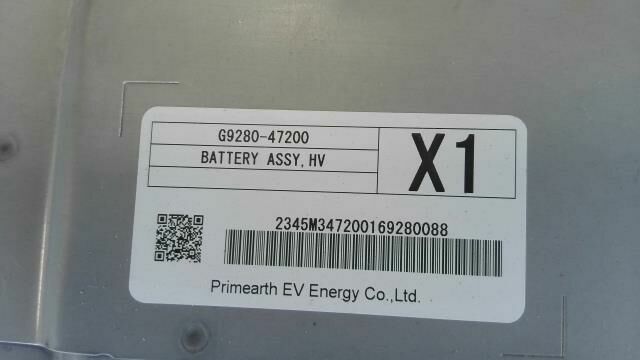 G9280-47200
BATTERY ASSY, HV
X1
2345M347200169280088
Primearth EV Energy Co.,Ltd.